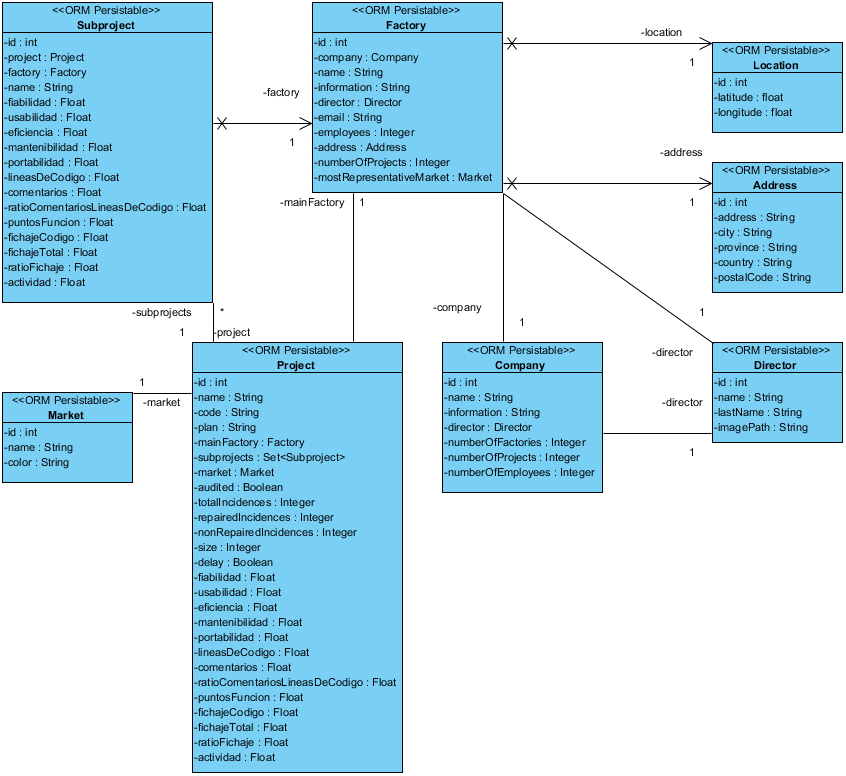 <<ORM Persistable>>
Subproject
-id : int
-project : Project
-factory : Factory
-name : String
-fiabilidad : Float
-usabilidad : Float
-eficiencia : Float
-mantenibilidad : Float
-portabilidad : Float
-lineasDeCodigo : Float
-comentarios : Float
-ratioComentariosLineasDeCodigo : Float
-puntosFuncion : Float
-fichajeCodigo : Float
-fichajeTotal : Float
-ratioFichaje : Float
-actividad : Float
-factory
1
<<ORM Persistable>>
Factory
-id : int
-company : Company
-name : String
-information : String
-director : Director
-email : String
-employees : Integer
-address : Address
-numberOfProjects : Integer
-mostRepresentativeMarket : Market
-location
1
<<ORM Persistable>>
Location
-id : int
-latitude : float
-longitude : float
-address
1
<<ORM Persistable>>
Address
-id : int
-address : String
-city : String
-province : String
-country : String
-postalCode : String
-mainFactory
1
-subprojects
*
1
-project
-company
1
1
-director
1
-market
<<ORM Persistable>>
Market
-id : int
-name : String
-color : String
<<ORM Persistable>>
Project
-id : int
-name : String
-code : String
-plan : String
-mainFactory : Factory
-subprojects : Set<Subproject>
-market : Market
-audited : Boolean
-totalIncidences : Integer
-repairedIncidences : Integer
-nonRepairedIncidences : Integer
-size : Integer
-delay : Boolean
-fiabilidad : Float
-usabilidad : Float
-eficiencia : Float
-mantenibilidad : Float
-portabilidad : Float
-lineasDeCodigo : Float
-comentarios : Float
-ratioComentariosLineasDeCodigo : Float
-puntosFuncion : Float
-fichajeCodigo : Float
-fichajeTotal : Float
-ratioFichaje : Float
-actividad : Float
<<ORM Persistable>>
Company
-id : int
-name : String
-information : String
-director : Director
-numberOfFactories : Integer
-numberOfProjects : Integer
-numberOfEmployees : Integer
-director
1
<<ORM Persistable>>
Director
-id : int
-name : String
-lastName : String
-imagePath : String